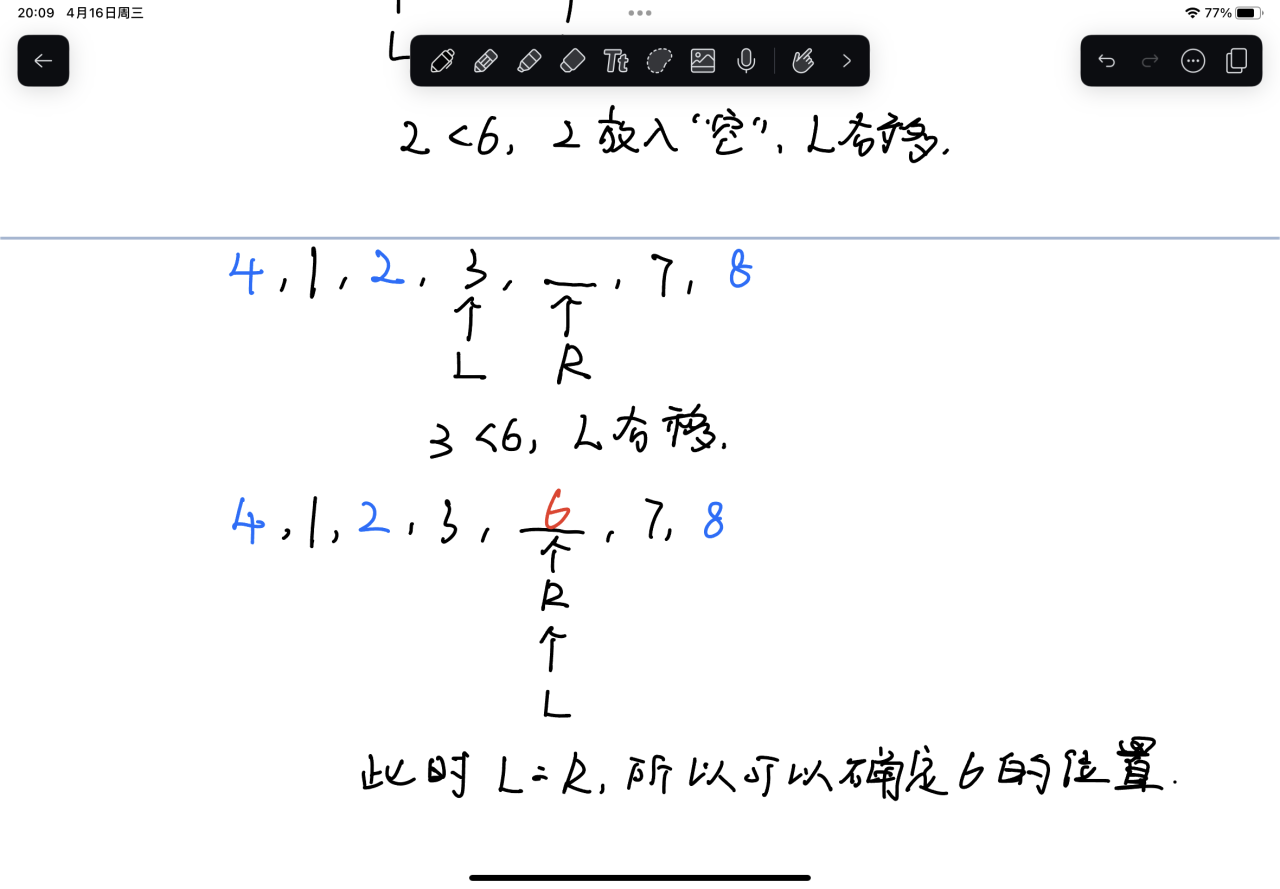 20:09 4月16日周三
77%
L
Tt
2 <6, 2 放入“空”, L右移.
4, 1, 2, 3, __, 7, 8
↑ ↑
L R
3 <6, L右移.
4, 1, 2, 3, 6, 7, 8
↑
R
↑
L
此时 L=R, 所以可以确定 6 的位置.